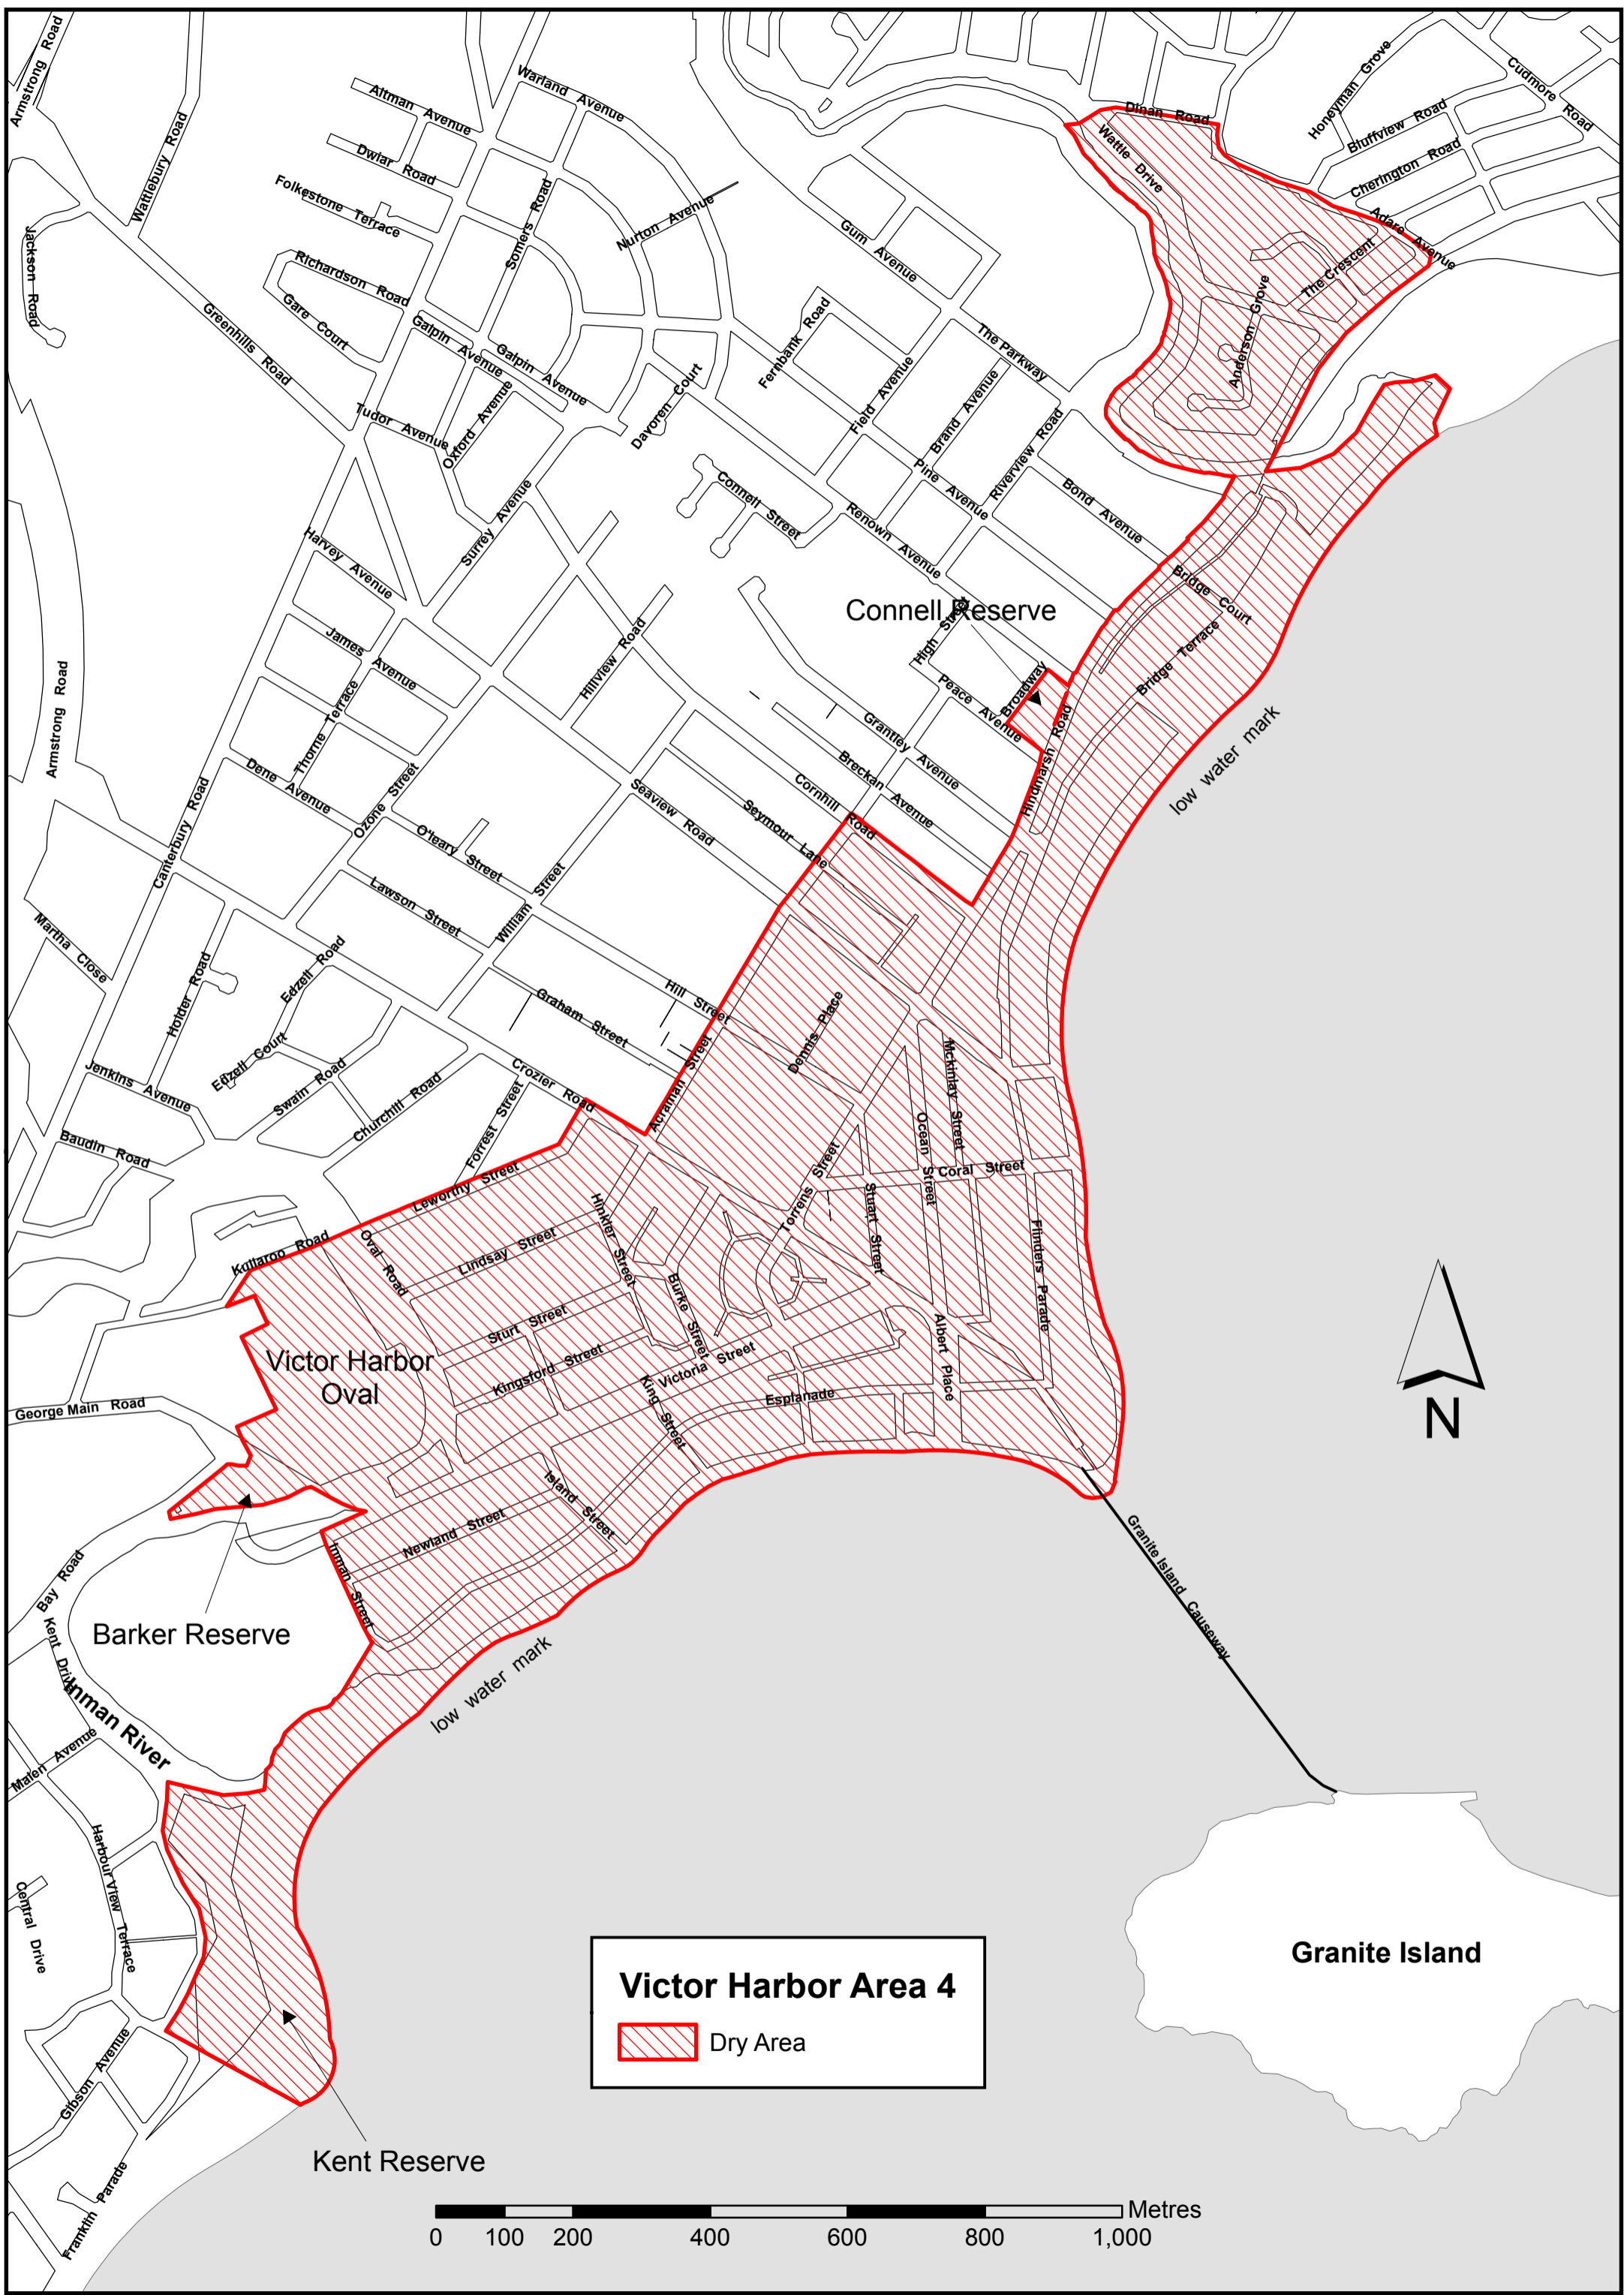 Armstrong Road
Wattlebury Road
Altman Avenue
Warland Avenue
Dwlar Road
Folkestone Terrace
Somers Road
Nurton Avenue
Jackson Road
Richardson Road
Gare Court
Greenhills Road
Galpin Avenue
Galpin Avenue
Tudor Avenue
Oxford Avenue
Davoren Court
Fernbank Road
Gum Avenue
The Parkway
Field Avenue
Brand Avenue
Riverview Road
Pine Avenue
Bond Avenue
Dinan Road
Wattle Drive
Honeyman Grove
Cudmore Road
Bluffview Road
Cherington Road
Adare Avenue
The Crescent
Anderson Grove
Connell Street
Renown Avenue
Surrey Avenue
Harvey Avenue
James Avenue
Thorne Terrace
Hillview Road
Connell Reserve
High Street
Broadway
Peace Avenue
Hindmarsh Road
Bridge Court
Bridge Terrace
low water mark
Armstrong Road
Canterbury Road
Dene Avenue
Ozone Street
O'leary Street
Lawson Street
William Street
Seaview Road
Seymour Lane
Cornhill Road
Breckan Avenue
Grantley Avenue
Martha Close
Holder Road
Edzell Road
Edzell Court
Swain Road
Churchill Road
Jenkins Avenue
Baudin Road
Graham Street
Hill Street
Crozier Road
Forrest Street
Acraman Street
Dennis Place
Mckinlay Street
Ocean Street
Coral Street
Stuart Street
Torrens Street
Flinders Parade
Leworthy Street
Kullaroo Road
Oval Road
Lindsay Street
Hinkler Street
Burke Street
Sturt Street
Kingsford Street
Victoria Street
King Street
Albert Place
Esplanade
Victor Harbor
Oval
George Main Road
Island Street
Newland Street
Inman Street
Bay Road
Kent Drive
Barker Reserve
Inman River
low water mark
Granite Island Causeway
N
Malen Avenue
Harbour View Terrace
Central Drive
Gibson Avenue
Franklin Parade
Kent Reserve
Granite Island
Victor Harbor Area 4
Dry Area
Metres
0 100 200 400 600 800 1,000